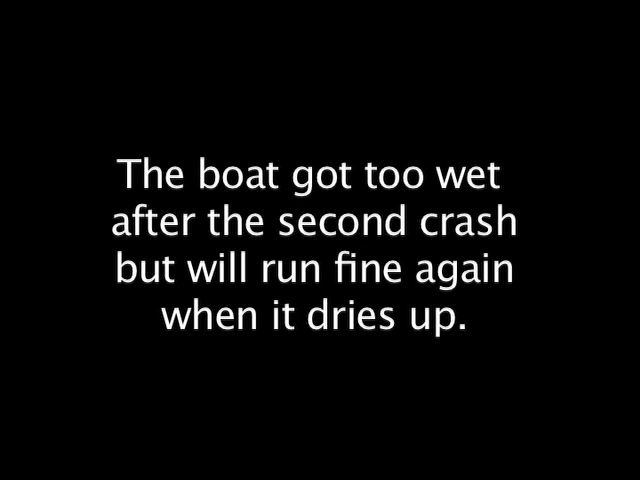 The boat got too wet
after the second crash
but will run fine again
when it dries up.